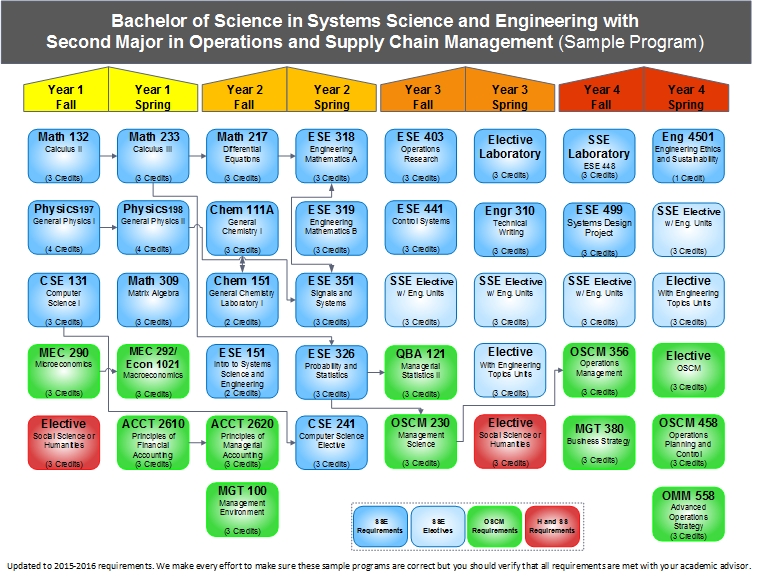 Bachelor of Science in Systems Science and Engineering with
Second Major in Operations and Supply Chain Management (Sample Program)
Year 1
Fall
Year 1
Spring
Year 2
Fall
Year 2
Spring
Year 3
Fall
Year 3
Spring
Year 4
Fall
Year 4
Spring
Math 132
Calculus II
(3 Credits)
Math 233
Calculus III
(3 Credits)
Math 217
Differential
Equations
(3 Credits)
ESE 318
Engineering
Mathematics A
(3 Credits)
ESE 403
Operations
Research
(3 Credits)
Elective
Laboratory
(3 Credits)
SSE
Laboratory
ESE 448
(3 Credits)
Eng 4501
Engineering Ethics
and Sustainability
(1 Credit)
Physics197
General Physics I
(4 Credits)
Physics198
General Physics II
(4 Credits)
Chem 111A
General
Chemistry I
(3 Credits)
ESE 319
Engineering
Mathematics B
(3 Credits)
ESE 441
Control Systems
(3 Credits)
Engr 310
Technical
Writing
(3 Credits)
ESE 499
Systems Design
Project
(3 Credits)
SSE Elective
w/ Eng. Units
(3 Credits)
CSE 131
Computer
Science I
(3 Credits)
Math 309
Matrix Algebra
(3 Credits)
Chem 151
General Chemistry
Laboratory I
(2 Credits)
ESE 351
Signals and
Systems
(3 Credits)
SSE Elective
w/ Eng. Units
(3 Credits)
SSE Elective
w/ Eng. Units
(3 Credits)
SSE Elective
w/ Eng. Units
(3 Credits)
Elective
With Engineering
Topics Units
(3 Credits)
MEC 290
Microeconomics
(3 Credits)
MEC 292/
Econ 1021
Macroeconomics
(3 Credits)
ESE 151
Intro to Systems
Science and
Engineering
(2 Credits)
ESE 326
Probability and
Statistics
(3 Credits)
QBA 121
Managerial
Statistics II
(3 Credits)
Elective
With Engineering
Topics Units
(3 Credits)
OSCM 356
Operations
Management
(3 Credits)
Elective
OSCM
(3 Credits)
Elective
Social Science or
Humanities
(3 Credits)
ACCT 2610
Principles of
Financial
Accounting
(3 Credits)
ACCT 2620
Principles of
Managerial
Accounting
(3 Credits)
CSE 241
Computer Science
Elective
(3 Credits)
OSCM 230
Management
Science
(3 Credits)
Elective
Social Science or
Humanities
(3 Credits)
MGT 380
Business Strategy
(3 Credits)
OSCM 458
Operations
Planning and
Control
(3 Credits)
MGT 100
Management
Environment
(3 Credits)
OMM 558
Advanced
Operations
Strategy
(3 Credits)
SSE
Requirements
SSE
Electives
OSCM
Requirements
H and SS
Requirements
Updated to 2015-2016 requirements. We make every effort to make sure these sample programs are correct but you should verify that all requirements are met with your academic advisor.